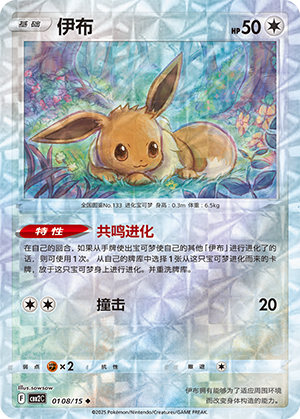 基础
伊布
HP50
全国图鉴No.133 进化宝可梦 身高：0.3m 体重：6.5kg
特性 共鸣进化
在自己的回合，如果从手牌使出宝可梦使自己的其他「伊布」进行进化了的
话，则可使用1次。从自己的牌库中选择1张从这只宝可梦进化而来的卡
牌，放于这只宝可梦身上进行进化。并重洗牌库。
撞击 20
弱点 ×2 抵抗力 撤退
Illus.sowsow
F CBB2C 0108/15
伊布拥有能够为了适应周围环境
而改变身体构造的能力。
©2025 Pokémon/Nintendo/Creatures/GAME FREAK.